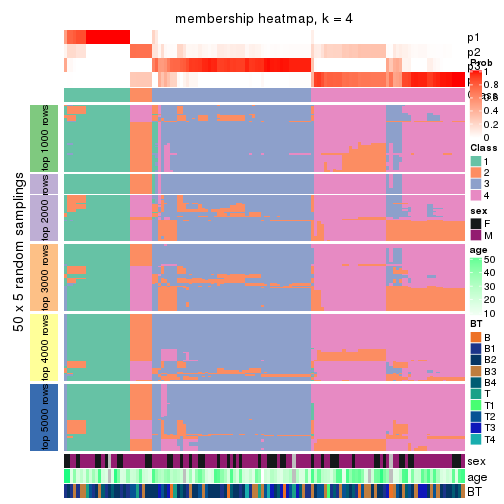 membership heatmap, k = 4
p1
p2
Prob
1
0.8
0.6
0.4
0.2
0
Class
1
2
3
4
sex
F
M
age
50
40
30
20
10
BT
B
B1
B2
B3
B4
T
T1
T2
T3
T4
50 x 5 random samplings
top 1000 rows
top 2000 rows
top 3000 rows
top 4000 rows
top 5000 rows
sex
age
BT